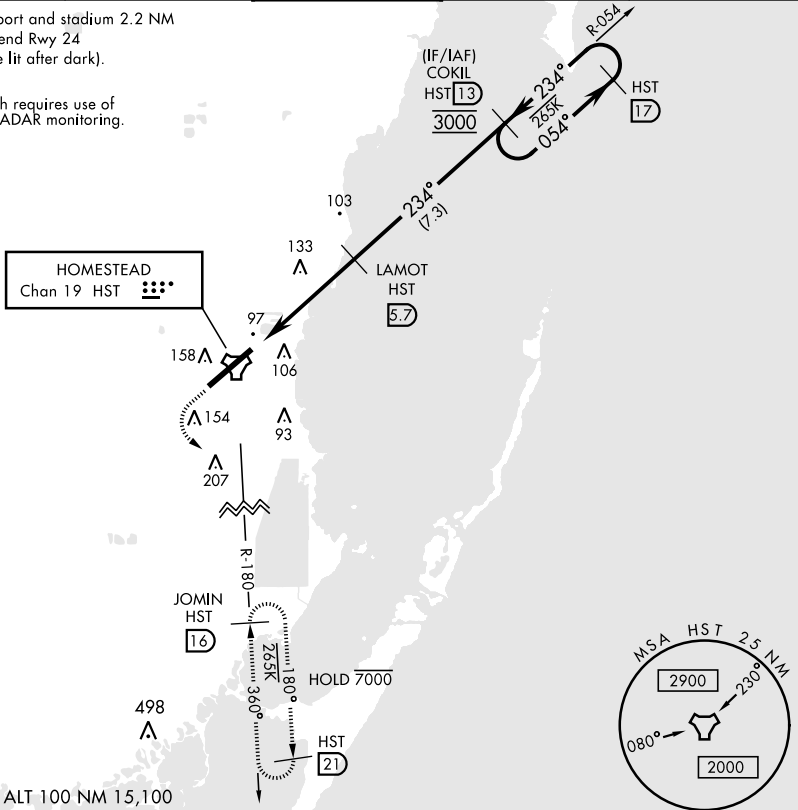 port and stadium 2.2 NM
end Rwy 24
e lit after dark).
h requires use of
ADAR monitoring.
R-054
(IF/IAF)
COKIL
HST 13
3000
234°
265K
054°
HST
17
234°
(7.3)
103
133
LAMOT
HST
5.7
HOMESTEAD
Chan 19 HST
97
158
106
154
93
207
R-180
JOMIN
HST
16
265K
360°
180°
HOLD 7000
HST
21
498
MSA HST 25 NM
2900
230°
080°
2000
ALT 100 NM 15,100